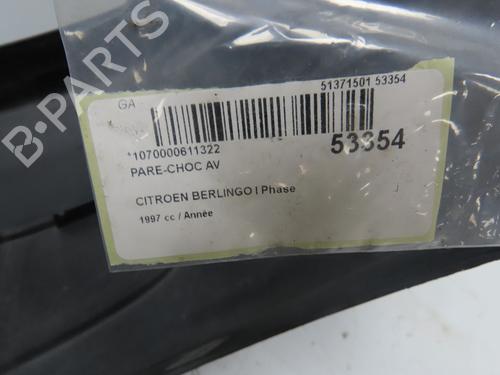 B-PARTS
GA
51371501 53354
*1070000611322
53354
PARE-CHOC AV
CITROEN BERLINGO I Phase
1997 cc / Année